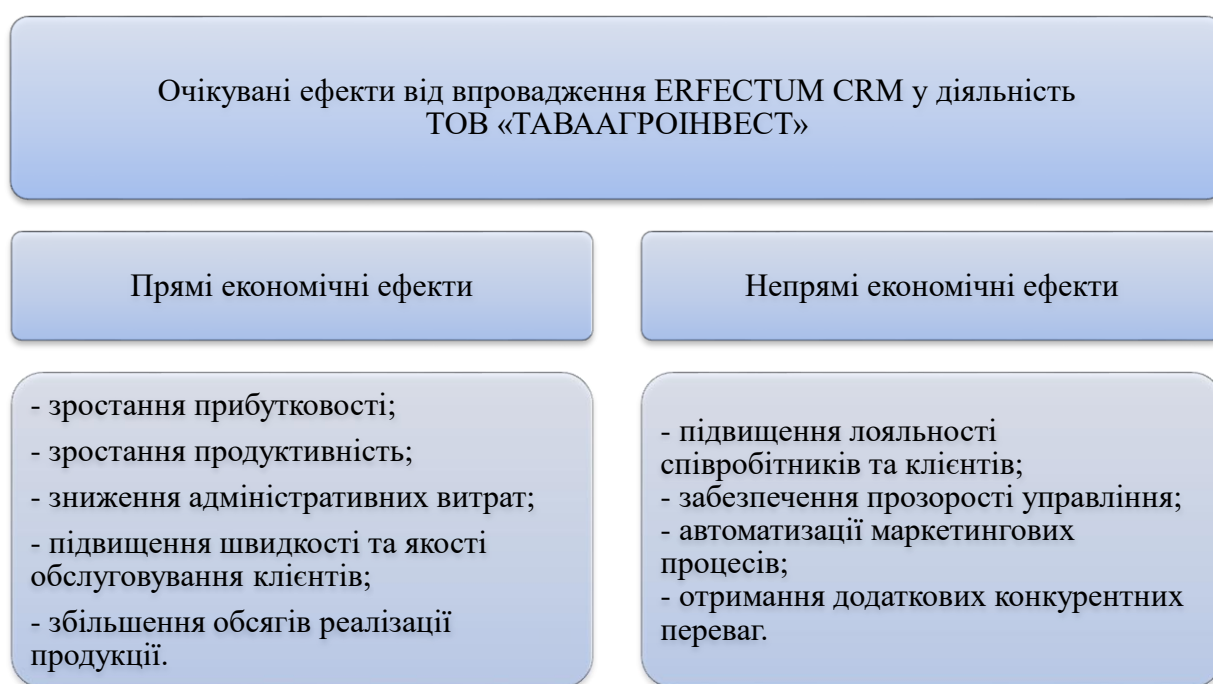 Очікувані ефекти від впровадження ERFECTUM CRM у діяльність
ТОВ «ТАВААГРОІНВЕСТ»
Прямі економічні ефекти
Непрямі економічні ефекти
- зростання прибутковості;
- зростання продуктивність;
- зниження адміністративних витрат;
- підвищення швидкості та якості
обслуговування клієнтів;
- збільшення обсягів реалізації
продукції.
- підвищення лояльності
співробітників та клієнтів;
- забезпечення прозорості управління;
- автоматизації маркетингових
процесів;
- отримання додаткових конкурентних
переваг.